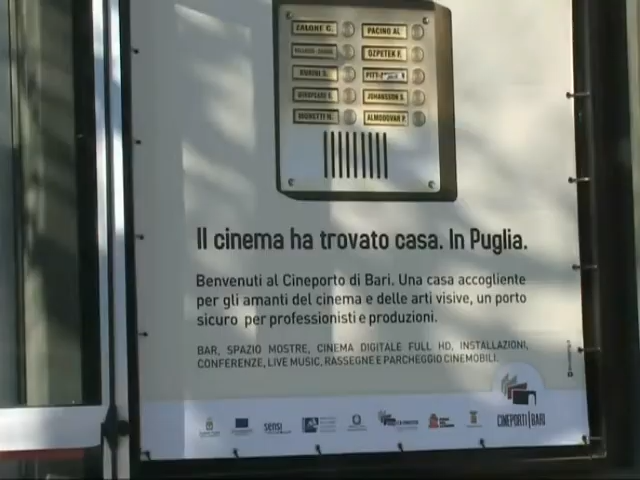 ZALONE C. PACINO AL
OZPETEK F.
RUBINI S. PITT
JOHANSSON S.
ALMODOVAR P.
Il cinema ha trovato casa. In Puglia.
Benvenuti al Cineporto di Bari. Una casa accogliente
per gli amanti del cinema e delle arti visive, un porto
sicuro per professionisti e produzioni.
BAR, SPAZIO MOSTRE, CINEMA DIGITALE FULL HD, INSTALLAZIONI,
CONFERENZE, LIVE MUSIC, RASSEGNE E PARCHEGGIO CINEMOBILI.
sensi
CINEPORTI BARI